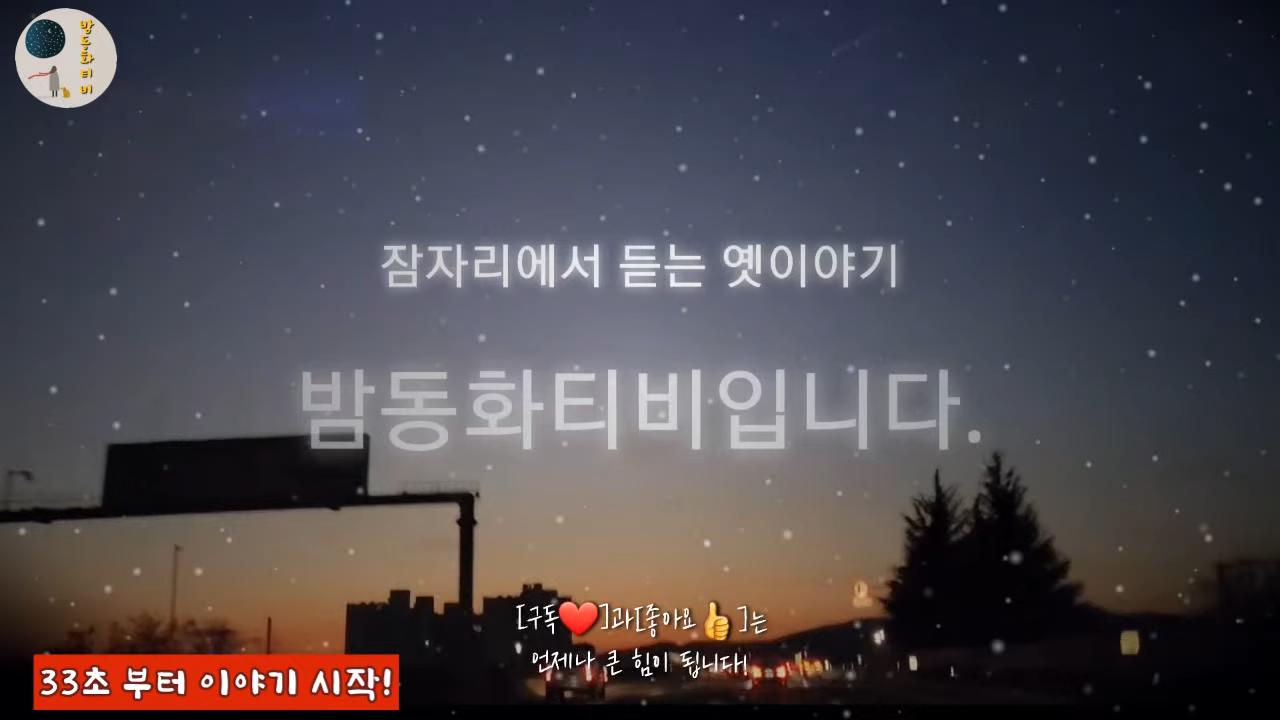 밤동화티비
잠자리에서 듣는 옛이야기
밤동화티비입니다.
[구독❤️]과[좋아요👍]는
언제나 큰 힘이 됩니다!
33초 부터 이야기 시작!